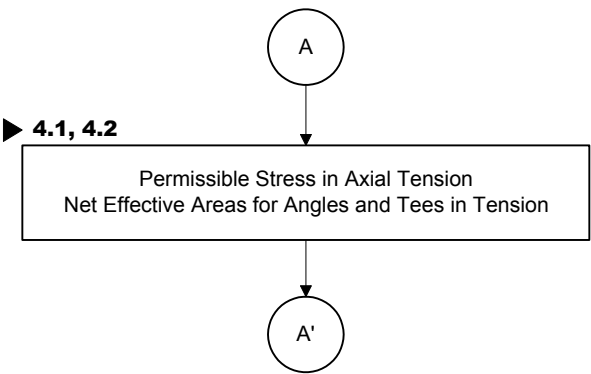 A
4.1, 4.2
Permissible Stress in Axial Tension
Net Effective Areas for Angles and Tees in Tension
A'